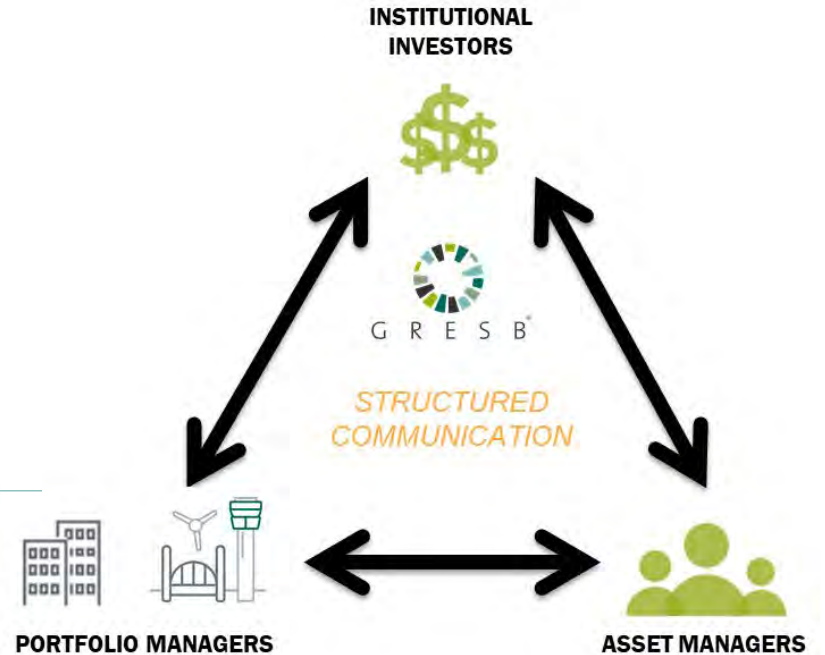 INSTITUTIONAL
INVESTORS
$$$
GRESB®
STRUCTURED
COMMUNICATION
PORTFOLIO MANAGERS
ASSET MANAGERS